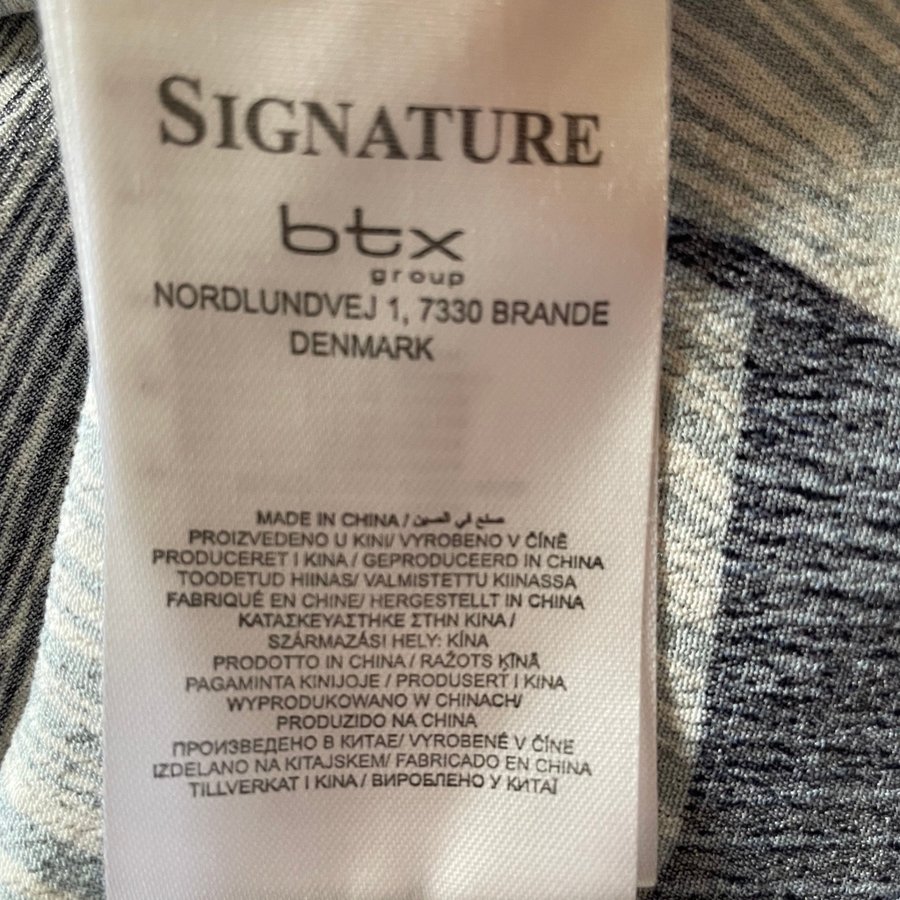 SIGNATURE
btx
group
NORDLUNDVEJ 1, 7330 BRANDE
DENMARK
MADE IN CHINA / صنع في الصين
PROIZVEDENO U KINI/ VYROBENO V ČÍNĚ
PRODUCERET I KINA / GEPRODUCEERD IN CHINA
TOODETUD HIINAS/ VALMISTETTU KIINASSA
FABRIQUÉ EN CHINE/ HERGESTELLT IN CHINA
ΚΑΤΑΣΚΕΥΑΣΤΗΚΕ ΣΤΗΝ ΚΙΝΑ /
SZÁRMAZÁSI HELY: KÍNA
PRODOTTO IN CHINA / RAŽOTS ĶĪNĀ
PAGAMINTA KINIJOJE / PRODUSERT I KINA
WYPRODUKOWANO W CHINACH/
PRODUZIDO NA CHINA
ПРОИЗВЕДЕНО В КИТАЕ/ VYROBENÉ V ČÍNE
IZDELANO NA KITAJSKEM/ FABRICADO EN CHINA
TILLVERKAT I KINA / ВИРОБЛЕНО У КИТАЇ